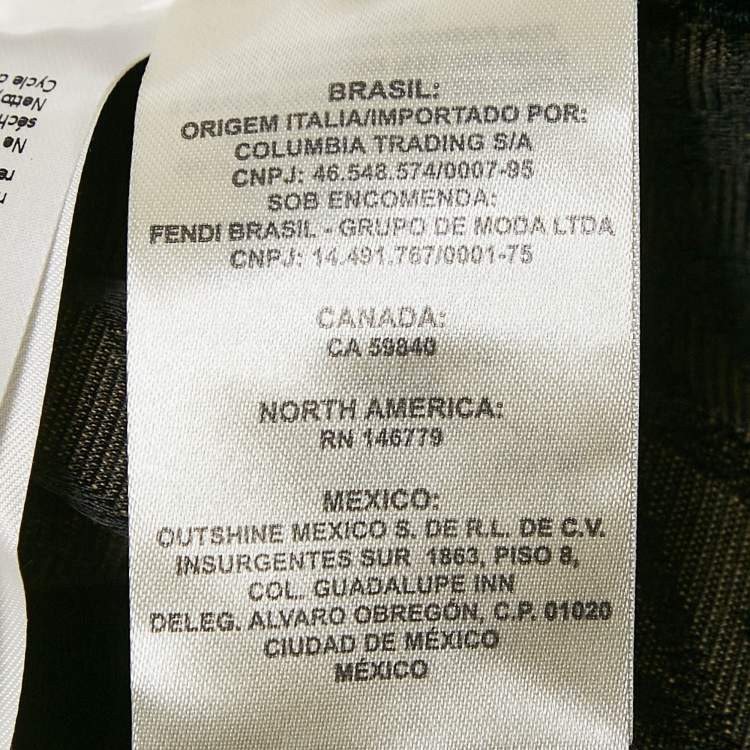 BRASIL:
ORIGEM ITALIA/IMPORTADO POR:
COLUMBIA TRADING S/A
CNPJ: 46.548.574/0007-95
SOB ENCOMENDA:
FENDI BRASIL - GRUPO DE MODA LTDA
CNPJ: 14.491.767/0001-75
CANADA:
CA 59840
NORTH AMERICA:
RN 146779
MEXICO:
OUTSHINE MEXICO S. DE R.L. DE C.V.
INSURGENTES SUR 1863, PISO 8,
COL. GUADALUPE INN
DELEG. ALVARO OBREGÓN, C.P. 01020
CIUDAD DE MÉXICO
MÉXICO
Ne
Cycle